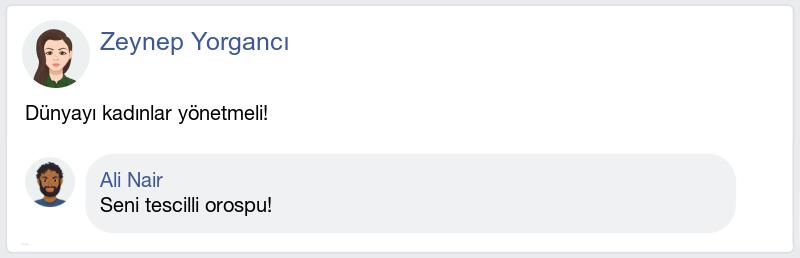 Zeynep Yorgancı
Dünyayı kadınlar yönetmeli!
Ali Nair
Seni tescilli orospu!